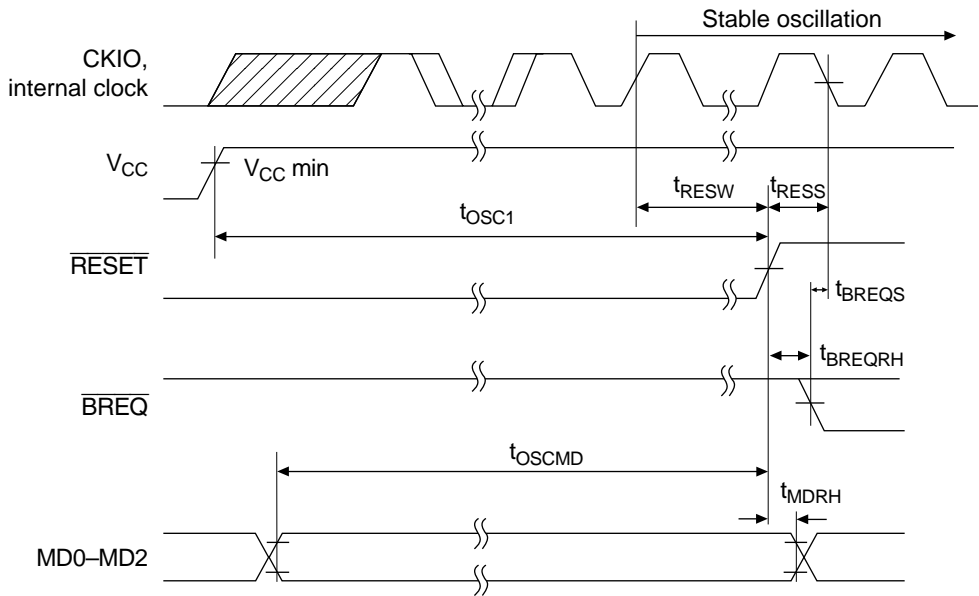 Stable oscillation
CKIO,
internal clock
VCC
VCC min
tRESW
tRESS
tOSC1
RESET
tBREQS
tBREQRH
BREQ
tOSCMD
tMDRH
MD0–MD2